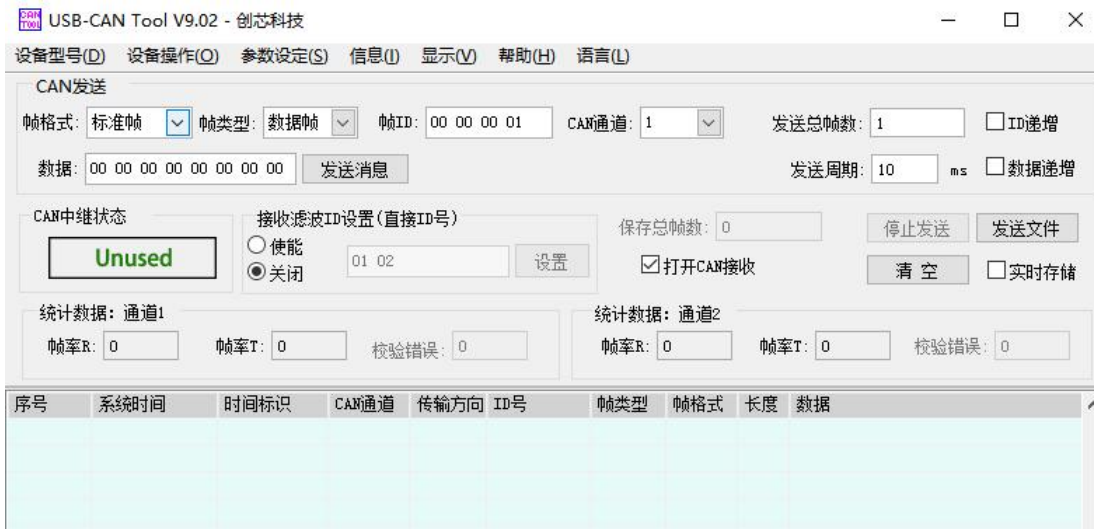 CAN TOOL USB-CAN Tool V9.02 - 创芯科技
设备型号(D) 设备操作(O) 参数设定(S) 信息(I) 显示(V) 帮助(H) 语言(L)
CAN发送
帧格式: 标准帧 帧类型: 数据帧 帧ID: 00 00 00 01 CAN通道: 1 发送总帧数: 1 ID递增
数据: 00 00 00 00 00 00 00 00 发送消息 发送周期: 10 ms 数据递增
CAN中继状态 接收滤波ID设置(直接ID号) 保存总帧数: 0 停止发送 发送文件
Unused 使能 01 02 设置 打开CAN接收 清 空 实时存储
关闭
统计数据: 通道1 统计数据: 通道2
帧率R: 0 帧率T: 0 校验错误: 0 帧率R: 0 帧率T: 0 校验错误: 0
序号 系统时间 时间标识 CAN通道 传输方向 ID号 帧类型 帧格式 长度 数据